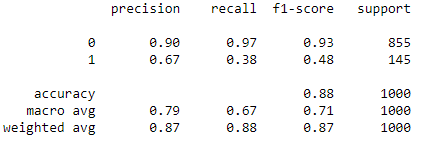 precision recall f1-score support
0 0.90 0.97 0.93 855
1 0.67 0.38 0.48 145
accuracy 0.88 1000
macro avg 0.79 0.67 0.71 1000
weighted avg 0.87 0.88 0.87 1000